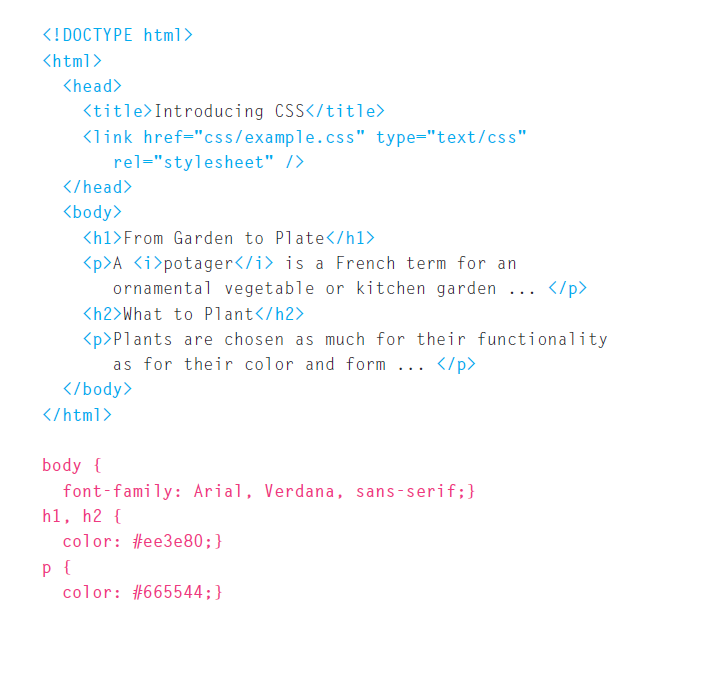 <!DOCTYPE html>
<html>
<head>
<title>Introducing CSS</title>
<link href="css/example.css" type="text/css"
rel="stylesheet" />
</head>
<body>
<h1>From Garden to Plate</h1>
<p>A <i>potager</i> is a French term for an
ornamental vegetable or kitchen garden ... </p>
<h2>What to Plant</h2>
<p>Plants are chosen as much for their functionality
as for their color and form ... </p>
</body>
</html>
body {
font-family: Arial, Verdana, sans-serif;}
h1, h2 {
color: #ee3e80;}
p {
color: #665544;}